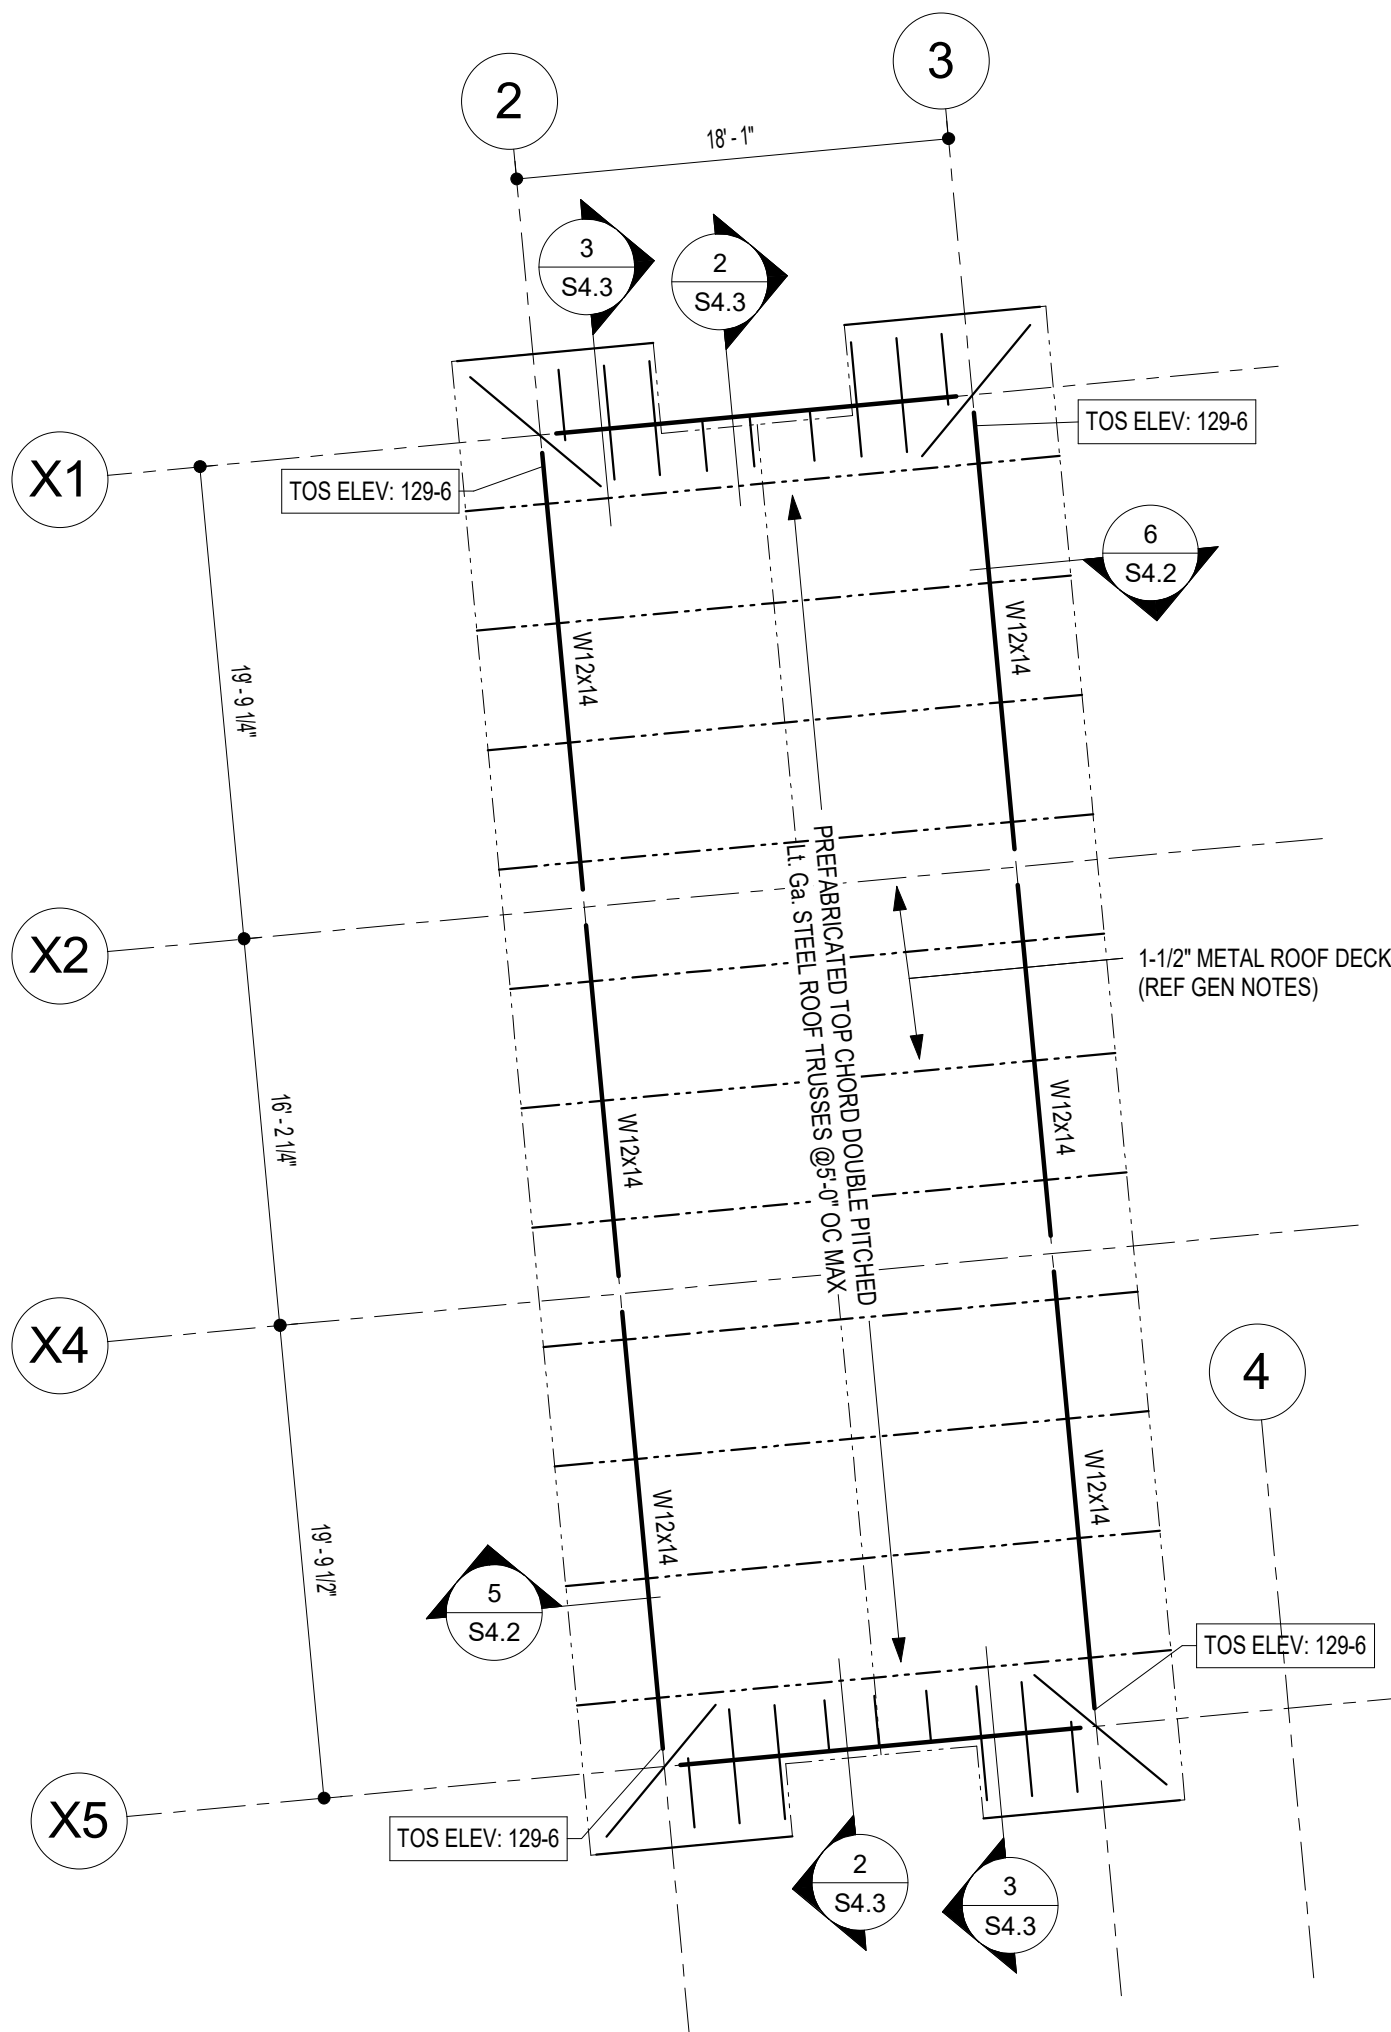 3
2
18' - 1"
3
S4.3
2
S4.3
TOS ELEV: 129-6
X1
TOS ELEV: 129-6
6
S4.2
W12x14
W12x14
19' - 9 1/4"
PREFABRICATED TOP CHORD DOUBLE PITCHED
Lt. Ga. STEEL ROOF TRUSSES @5'-0" OC MAX
X2
1-1/2" METAL ROOF DECK
(REF GEN NOTES)
W12x14
W12x14
16' - 2 1/4"
X4
4
W12x14
W12x14
19' - 9 1/2"
5
S4.2
TOS ELEV: 129-6
X5
TOS ELEV: 129-6
2
S4.3
3
S4.3